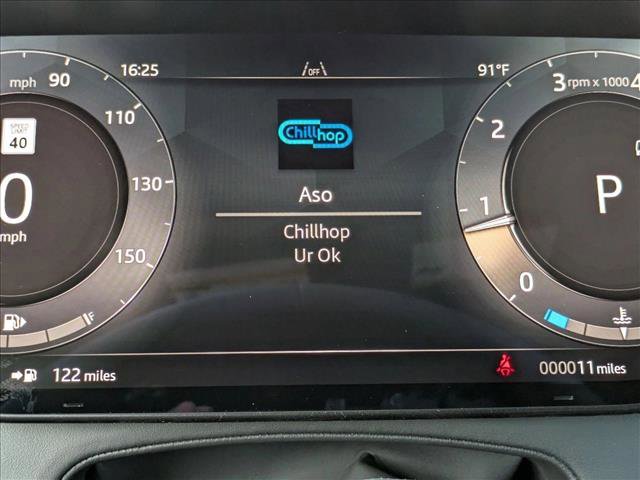 mph 90 16:25 OFF 91°F 3 rpm x 1000 4
110
SPEED LIMIT 40
Chillhop
2
130
Aso
P
0
mph
1
Chillhop
Ur Ok
150
0
F
122 miles
000011 miles